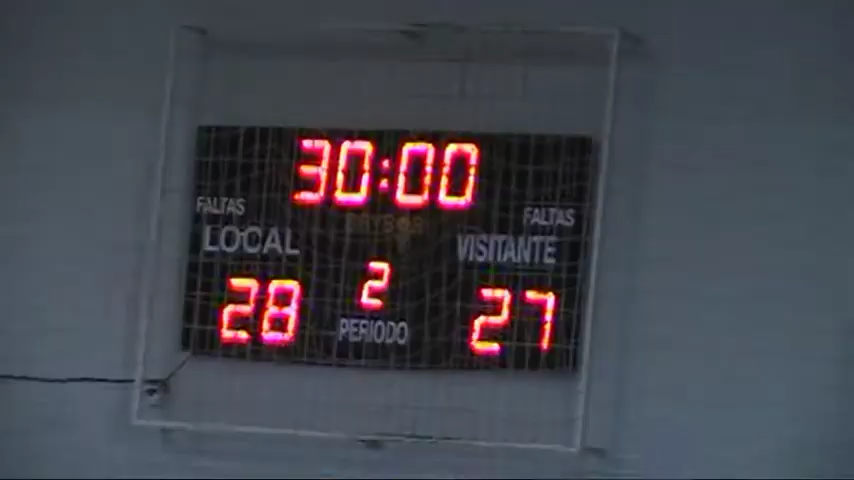 30:00
FALTAS FALTAS
LOCAL VISITANTE
28 2 27
PERIODO